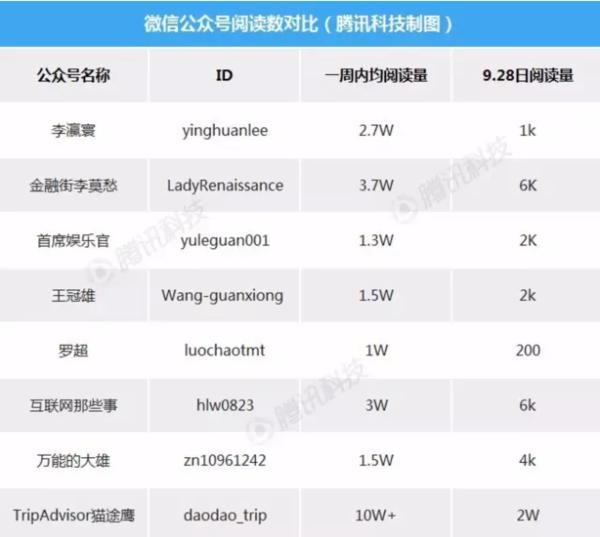 微信公众号阅读数对比（腾讯科技制图）
公众号名称 ID 一周内均阅读量 9.28日阅读量
李瀛寰 yinghuanlee 2.7W 1k
金融街李莫愁 LadyRenaissance 3.7W 6K
首席娱乐官 yuleguan001 1.3W 2K
王冠雄 Wang-guanxiong 1.5W 2k
罗超 luochaotmt 1W 200
互联网那些事 hlw0823 3W 6k
万能的大雄 zn10961242 1.5W 4k
TripAdvisor猫途鹰 daodao_trip 10W+ 2W
腾讯科技
腾讯科技
腾讯科技